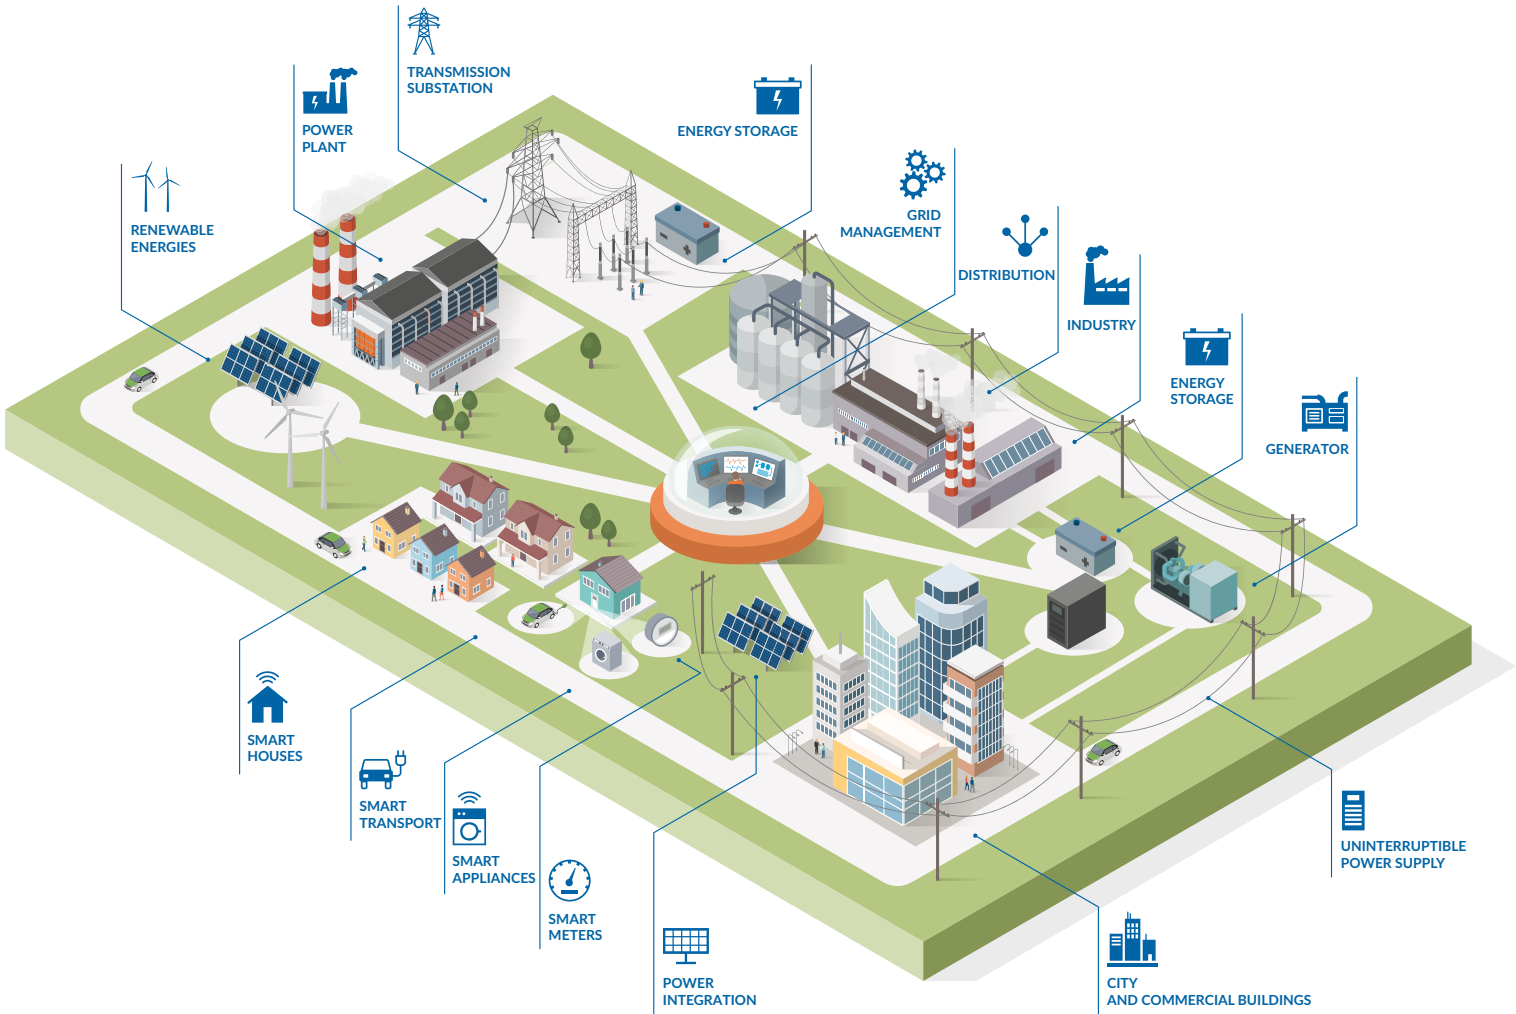 TRANSMISSION
SUBSTATION
POWER
PLANT
ENERGY STORAGE
RENEWABLE
ENERGIES
GRID
MANAGEMENT
DISTRIBUTION
INDUSTRY
ENERGY
STORAGE
GENERATOR
SMART
HOUSES
SMART
TRANSPORT
SMART
APPLIANCES
SMART
METERS
POWER
INTEGRATION
UNINTERRUPTIBLE
POWER SUPPLY
CITY
AND COMMERCIAL BUILDINGS